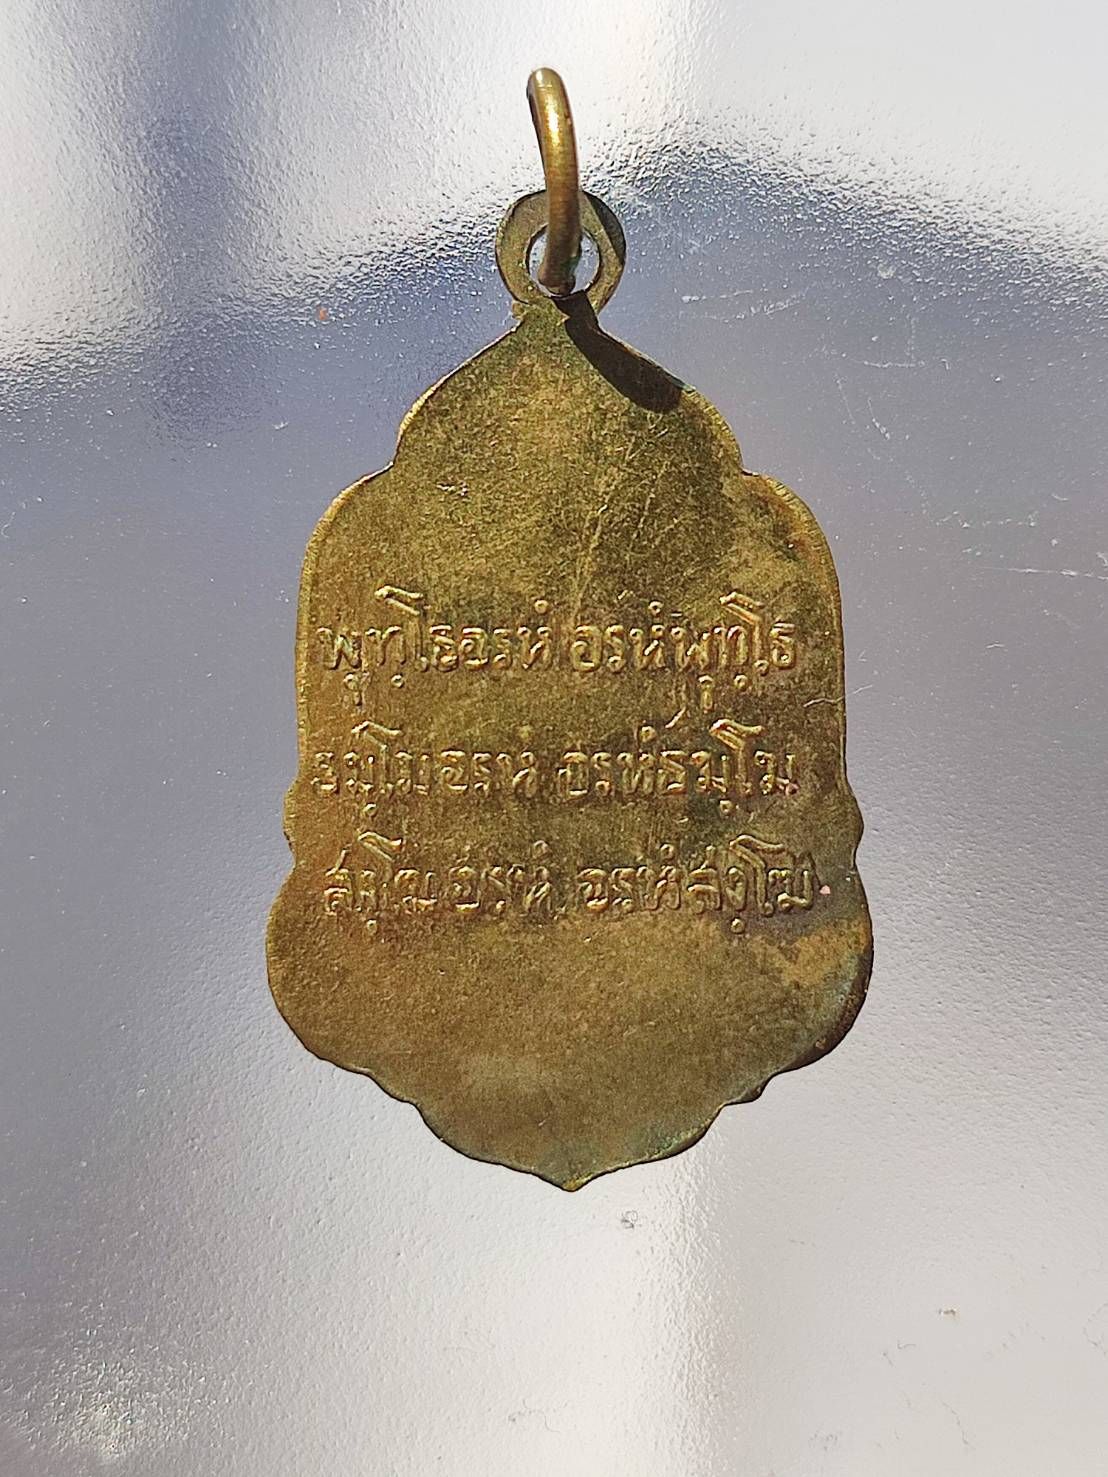 พุทฺโธอรหํ อรหํพุทฺโธ
ธมฺโมอรหํ อรหํธมฺโม
สงฺโฆอรหํ อรหํสงฺโฆ